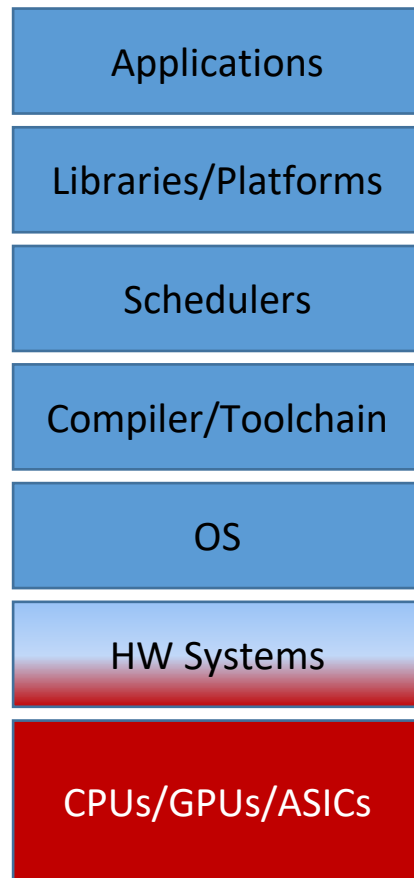 Applications
Libraries/Platforms
Schedulers
Compiler/Toolchain
OS
HW Systems
CPUs/GPUs/ASICs